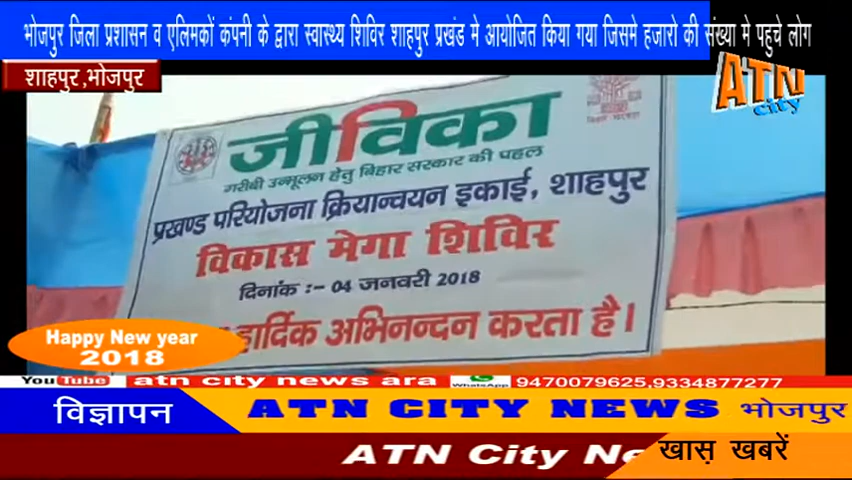 भोजपुर जिला प्रशासन व एलिमकों कंपनी के द्वारा स्वास्थ्य शिविर शाहपुर प्रखंड मे आयोजित किया गया जिसमे हजारो की संख्या मे पहुचे लोग
शाहपुर,भोजपुर
ATN
city
जीविका
गरीबी उन्मूलन हेतु बिहार सरकार की पहल
प्रखण्ड परियोजना क्रियान्वयन इकाई, शाहपुर
विकास मेगा शिविर
दिनांक :- 04 जनवरी 2018
हार्दिक अभिनन्दन करता है।
Happy New year
2018
YouTube atn city news ara WhatsApp 9470079625,9334877277
विज्ञापन ATN CITY NEWS भोजपुर
ATN City Ne खास़ खबरें